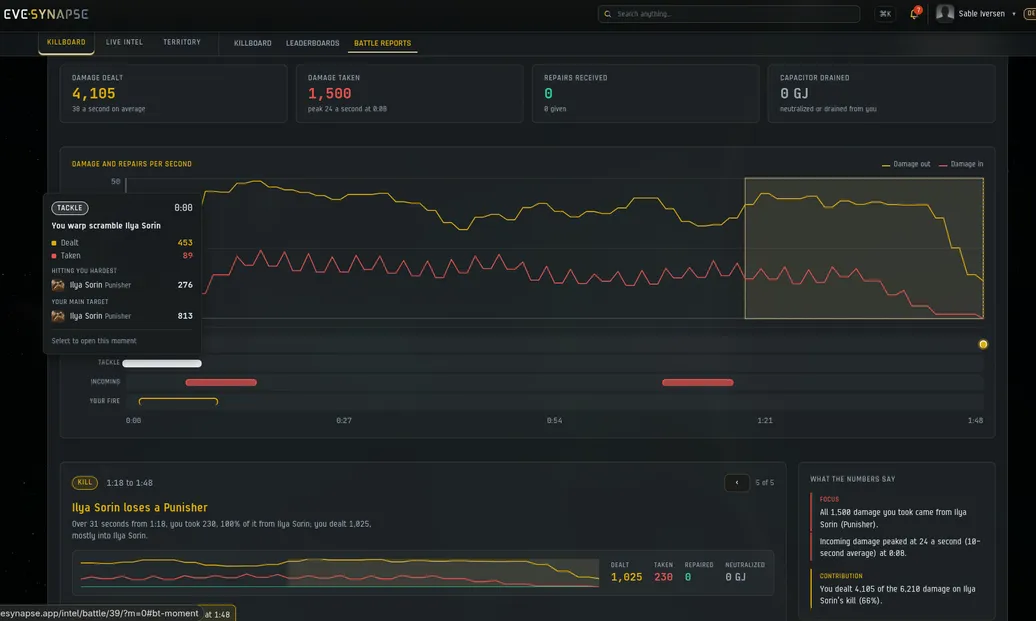 EVE·SYNAPSE
Search anything...
⌘K
7
Sable Iversen
DE
KILLBOARD
LIVE INTEL
TERRITORY
KILLBOARD
LEADERBOARDS
BATTLE REPORTS
DAMAGE DEALT
4,105
38 a second on average
DAMAGE TAKEN
1,500
peak 24 a second at 0:08
REPAIRS RECEIVED
0
0 given
CAPACITOR DRAINED
0 GJ
neutralized or drained from you
DAMAGE AND REPAIRS PER SECOND
Damage out
Damage in
50
TACKLE
0:00
You warp scramble Ilya Sorin
Dealt 453
Taken 89
HITTING YOU HARDEST
Ilya Sorin Punisher 276
YOUR MAIN TARGET
Ilya Sorin Punisher 813
Select to open this moment
TACKLE
INCOMING
YOUR FIRE
0:00 0:27 0:54 1:21 1:48
KILL
1:18 to 1:48
5 of 5
Ilya Sorin loses a Punisher
Over 31 seconds from 1:18, you took 230, 100% of it from Ilya Sorin; you dealt 1,025,
mostly into Ilya Sorin.
DEALT TAKEN REPAIRED NEUTRALIZED
1,025 230 0 0 GJ
WHAT THE NUMBERS SAY
FOCUS
All 1,500 damage you took came from Ilya
Sorin (Punisher).
Incoming damage peaked at 24 a second (10-
second average) at 0:08.
CONTRIBUTION
You dealt 4,105 of the 6,210 damage on Ilya
Sorin's kill (66%).
esynapse.app/intel/battle/39/?m=0#bt-moment
at 1:48